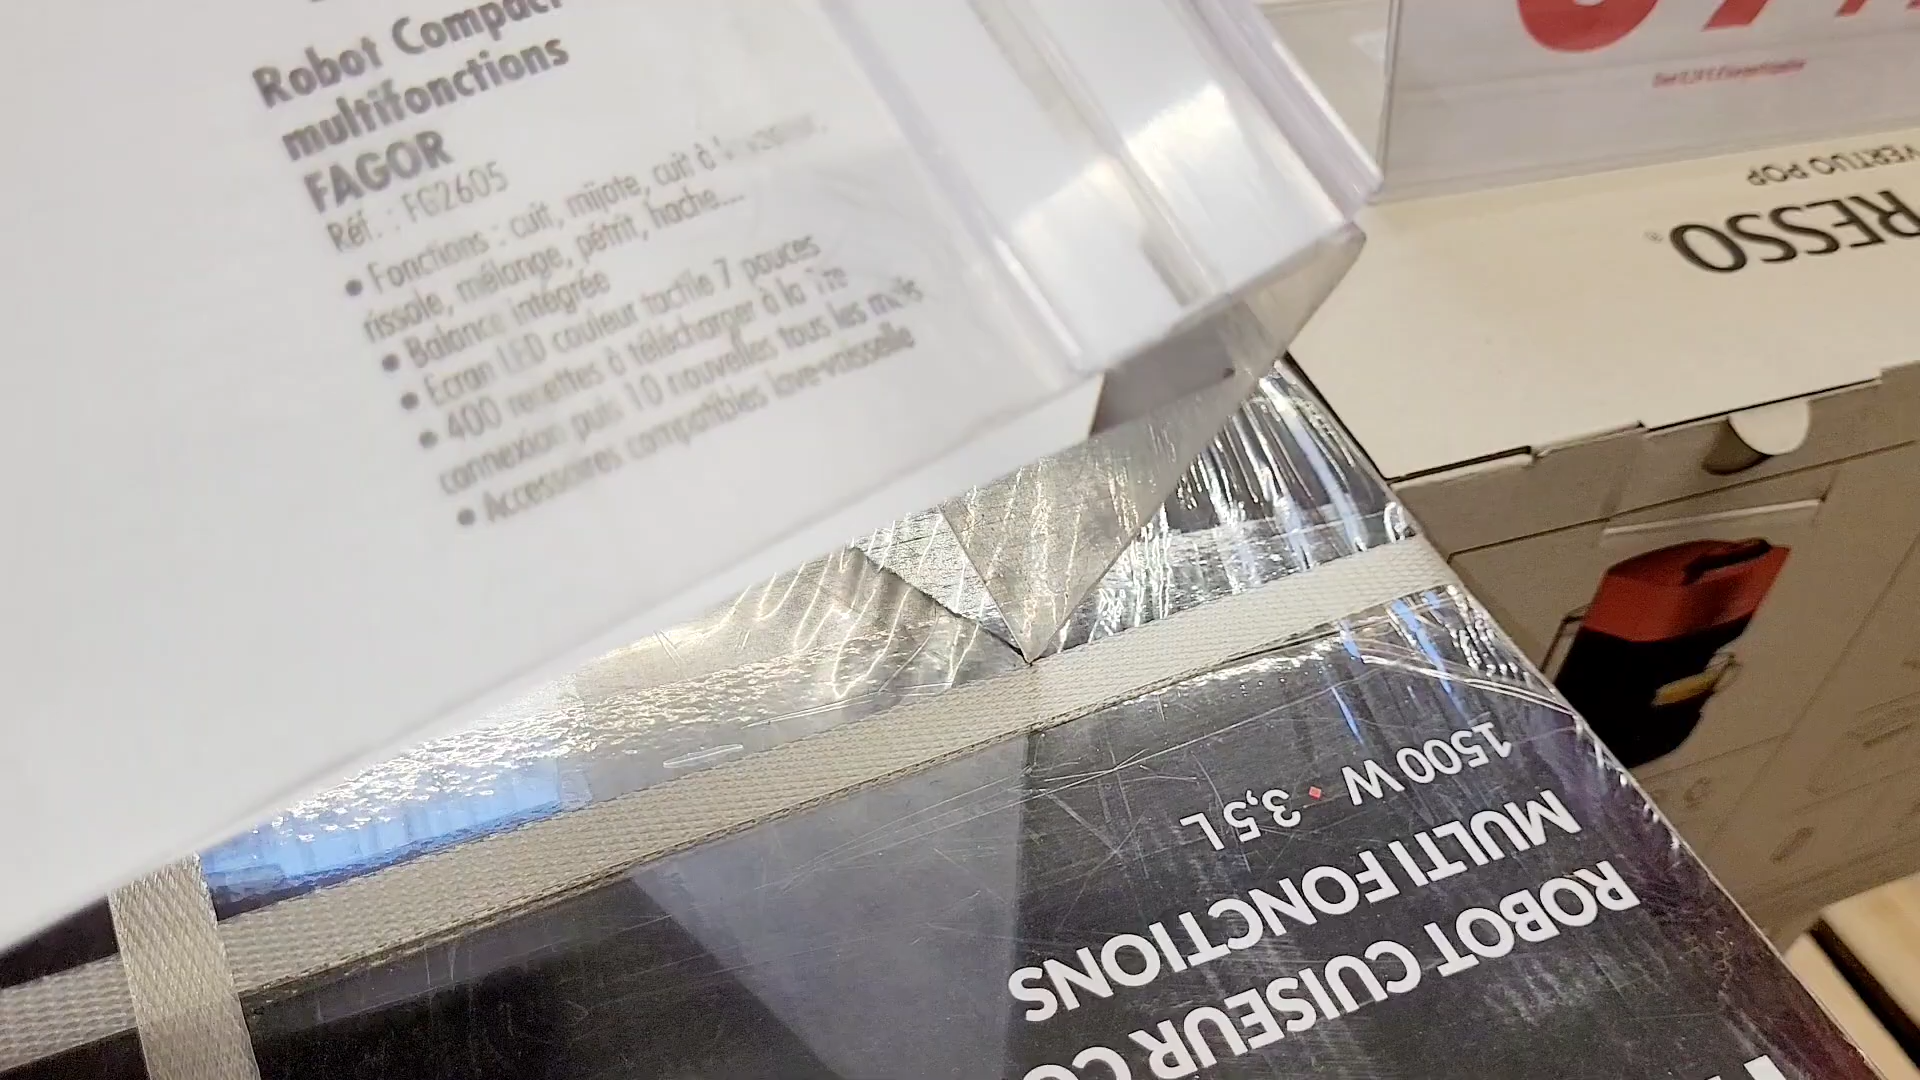 Robot Compact
multifonctions
FAGOR
Réf. : FG2605
• Fonctions : cuit, mijote, cuit à
rissole, mélange, pétrit, hache...
• Balance intégrée
• Ecran LED couleur tactile 7 pouces
• 400 recettes à télécharger à la 1re
connexion puis 10 nouvelles tous les mois
• Accessoires compatibles lave-vaisselle
VERTUO POP
RESSO
ROBOT CUISEUR CO
MULTI FONCTIONS
1500 W • 3,5 L